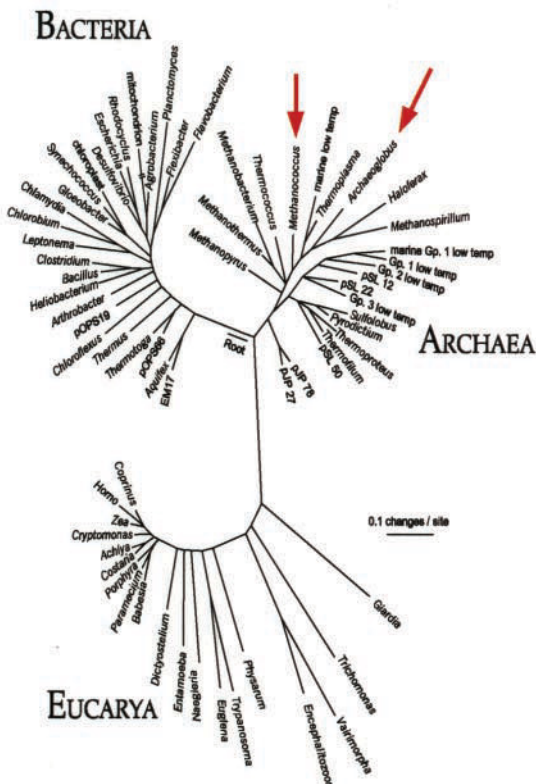 BACTERIA
Planctomyces
Flavobacterium
Flexibacter
Agrobacterium
mitochondrion
Rhodocyclus
Escherichia
Desulfovibrio
chloroplast
Synechococcus
Gloeobacter
Chlamydia
Chlorobium
Leptonema
Clostridium
Bacillus
Heliobacterium
Arthrobacter
pOPS19
Chloroflexus
Thermus
Thermotoga
pOPS66
Aquifex
EM17
Root
Methanopyrus
Methanothermus
Methanobacterium
Thermococcus
Methanococcus
marine low temp
Thermoplasma
Archaeoglobus
Haloferax
Methanospirillum
marine Gp. 1 low temp
Gp. 1 low temp
Gp. 2 low temp
pSL 12
pSL 22
Gp. 3 low temp
Sulfolobus
Pyrodictium
Thermoproteus
Thermofilum
pSL 50
pJP 78
pJP 27
ARCHAEA
Coprinus
Homo
Zea
Cryptomonas
Achlya
Costaria
Porphyra
Paramecium
Babesia
Dictyostelium
Entamoeba
Naegleria
Euglena
Trypanosoma
Physarum
Encephalitozoon
Vairimorpha
Trichomonas
Giardia
0.1 changes / site
EUCARYA